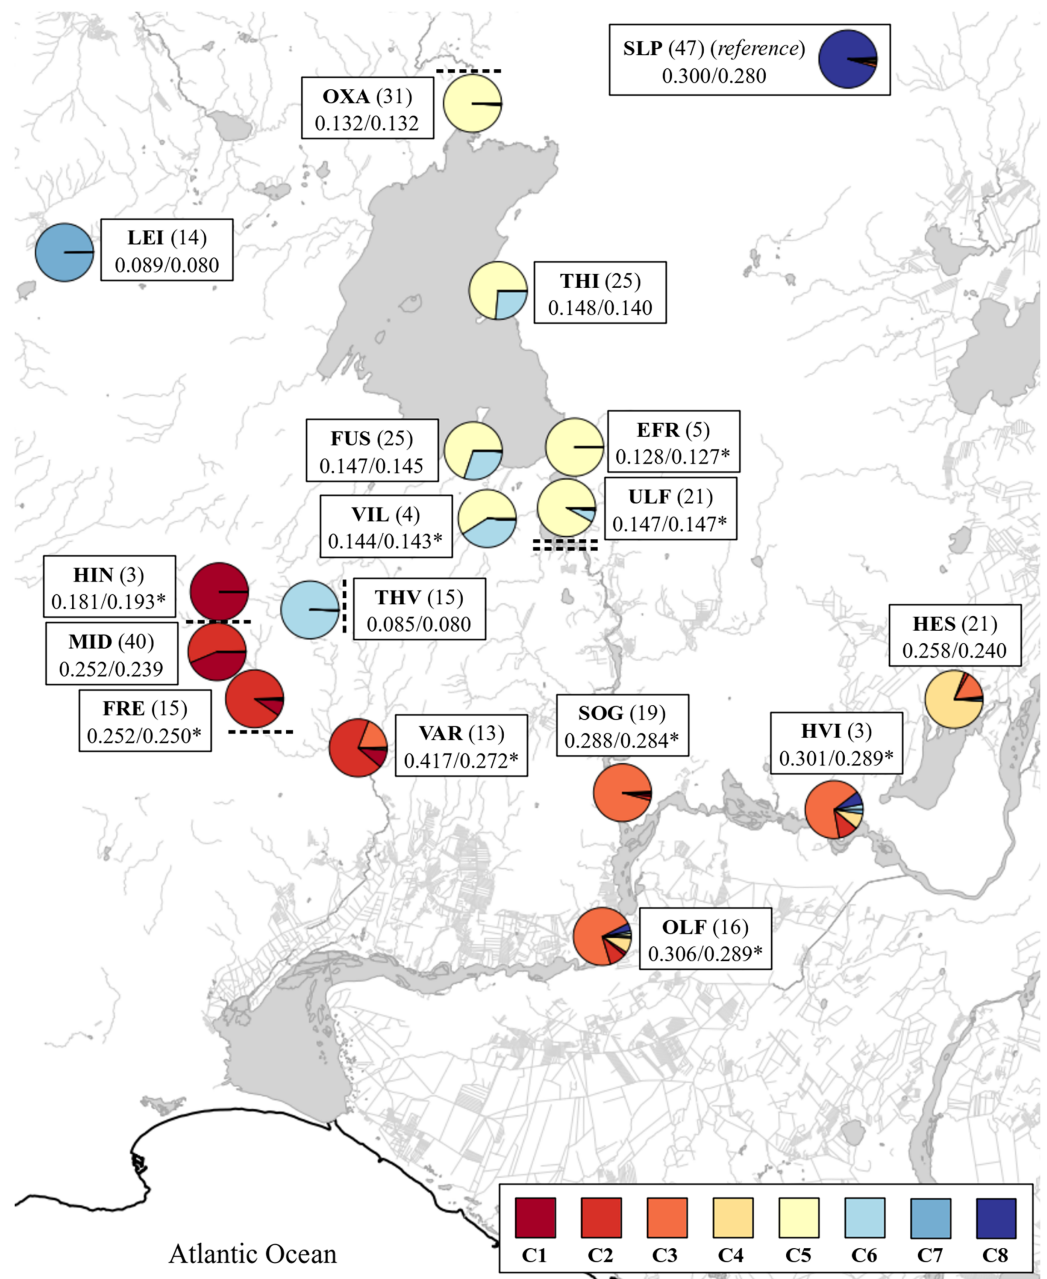 SLP (47) (reference)
0.300/0.280
OXA (31)
0.132/0.132
LEI (14)
0.089/0.080
THI (25)
0.148/0.140
FUS (25)
0.147/0.145
EFR (5)
0.128/0.127*
VIL (4)
0.144/0.143*
ULF (21)
0.147/0.147*
HIN (3)
0.181/0.193*
THV (15)
0.085/0.080
MID (40)
0.252/0.239
HES (21)
0.258/0.240
FRE (15)
0.252/0.250*
VAR (13)
0.417/0.272*
SOG (19)
0.288/0.284*
HVI (3)
0.301/0.289*
OLF (16)
0.306/0.289*
Atlantic Ocean
C1 C2 C3 C4 C5 C6 C7 C8